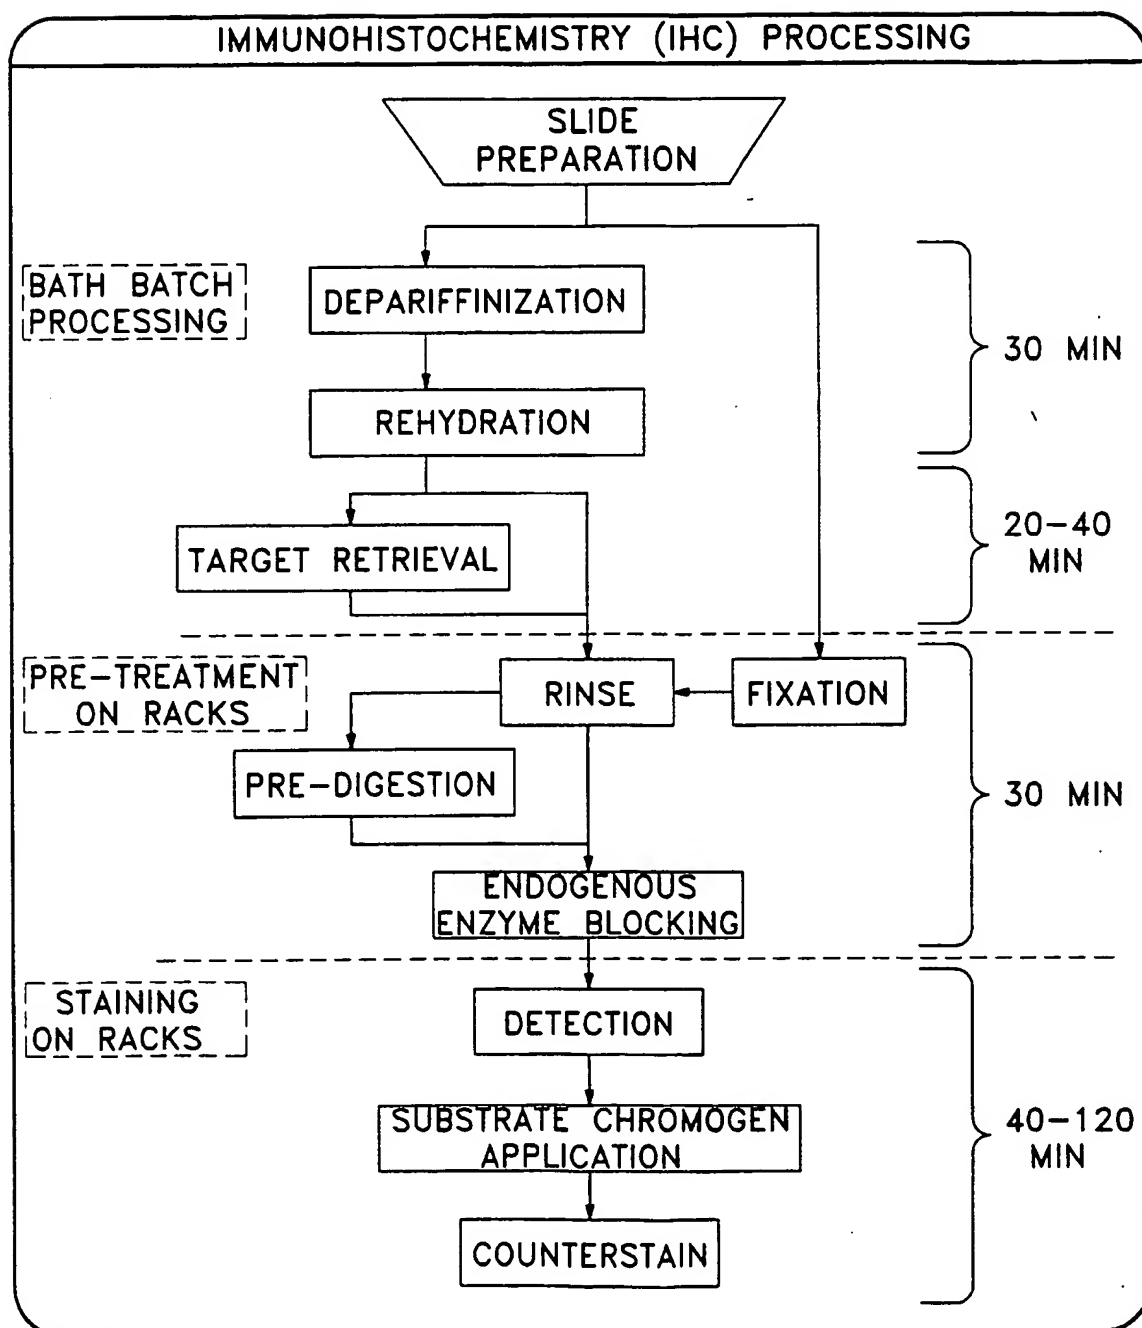 IMMUNOHISTOCHEMISTRY (IHC) PROCESSING
SLIDE
PREPARATION
BATH BATCH
PROCESSING
DEPARIFFINIZATION
30 MIN
REHYDRATION
TARGET RETRIEVAL
20-40
MIN
PRE-TREATMENT
ON RACKS
RINSE
FIXATION
PRE-DIGESTION
30 MIN
ENDOGENOUS
ENZYME BLOCKING
STAINING
ON RACKS
DETECTION
SUBSTRATE CHROMOGEN
APPLICATION
40-120
MIN
COUNTERSTAIN